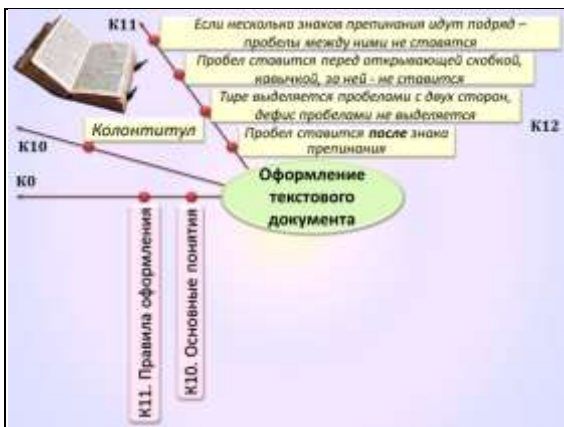 К11
Если несколько знаков препинания идут подряд –
пробелы между ними не ставятся
Пробел ставится перед открывающей скобкой,
кавычкой, за ней - не ставится
Тире выделяется пробелами с двух сторон,
дефис пробелами не выделяется
К12
Колонтитул
Пробел ставится после знака
препинания
К10
К0
Оформление
текстового
документа
К11. Правила оформления
К10. Основные понятия